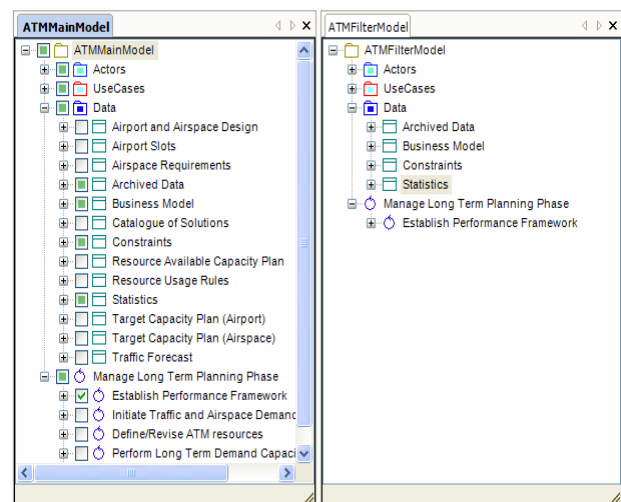 ATMMainModel
ATMMainModel
Actors
UseCases
Data
Airport and Airspace Design
Airport Slots
Airspace Requirements
Archived Data
Business Model
Catalogue of Solutions
Constraints
Resource Available Capacity Plan
Resource Usage Rules
Statistics
Target Capacity Plan (Airport)
Target Capacity Plan (Airspace)
Traffic Forecast
Manage Long Term Planning Phase
Establish Performance Framework
Initiate Traffic and Airspace Demanc
Define/Revise ATM resources
Perform Long Term Demand Capaci
ATMFilterModel
ATMFilterModel
Actors
UseCases
Data
Archived Data
Business Model
Constraints
Statistics
Manage Long Term Planning Phase
Establish Performance Framework